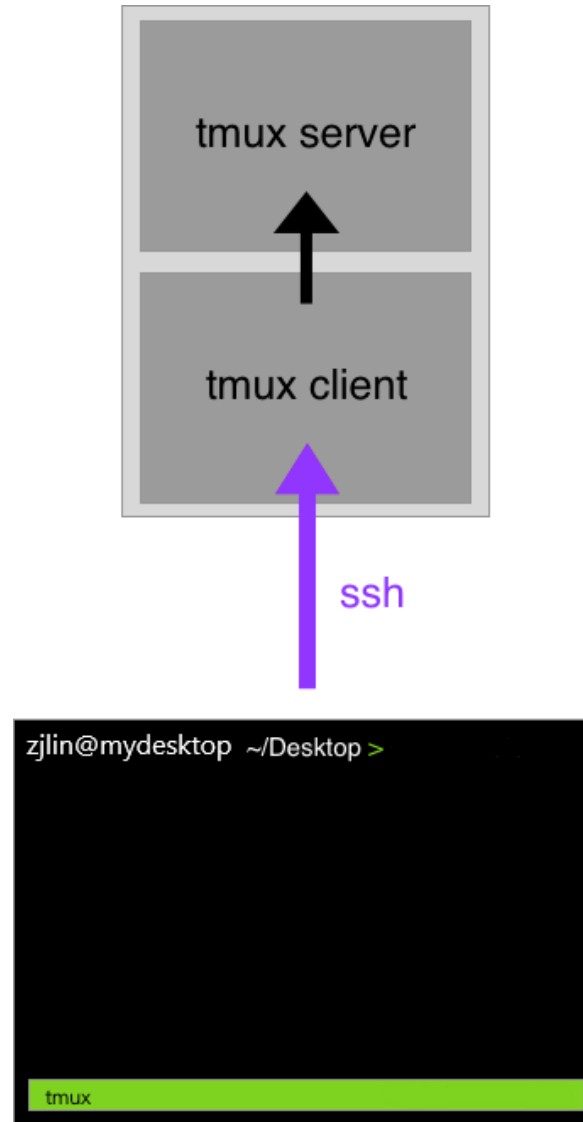 tmux server
tmux client
ssh
zjlin@mydesktop ~/Desktop >
tmux